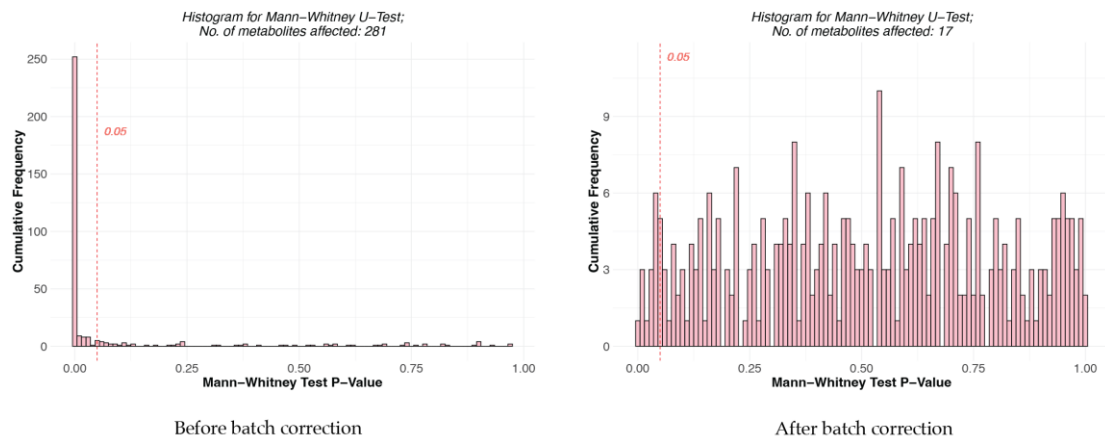 Histogram for Mann−Whitney U−Test;
No. of metabolites affected: 281
250
200
150
100
50
0
Cumulative Frequency
0.05
0.00
0.25
0.50
0.75
1.00
Mann−Whitney Test P−Value
Before batch correction
Histogram for Mann−Whitney U−Test;
No. of metabolites affected: 17
9
6
3
0
Cumulative Frequency
0.05
0.00
0.25
0.50
0.75
1.00
Mann−Whitney Test P−Value
After batch correction